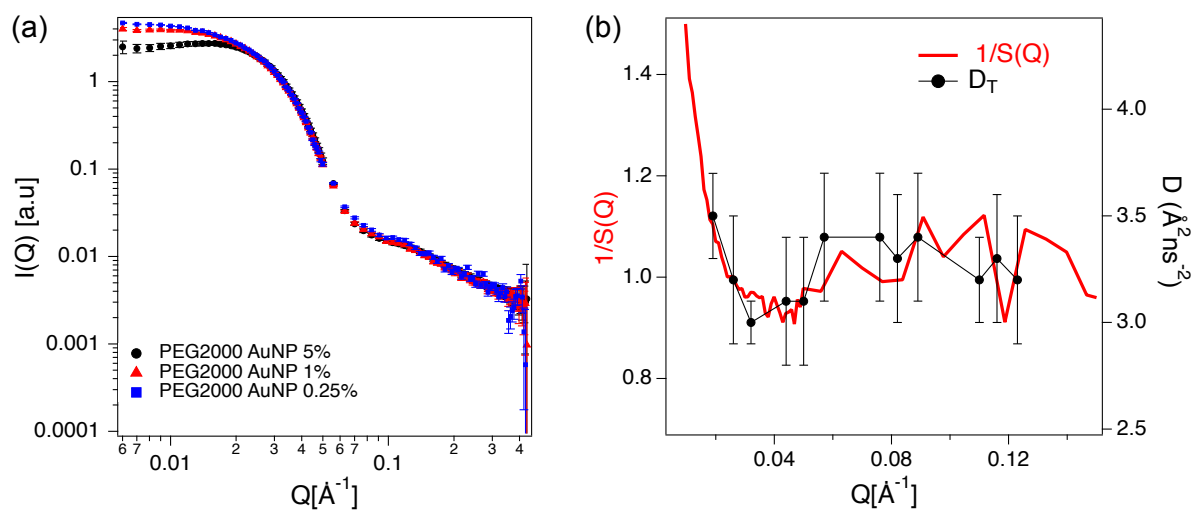 (a)
I(Q) [a.u]
1
0.1
0.01
0.001
0.0001
PEG2000 AuNP 5%
PEG2000 AuNP 1%
PEG2000 AuNP 0.25%
6 7 2 3 4 5 6 7 2 3 4
0.01 0.1
Q[Å⁻¹]
(b)
1/S(Q)
1.4
1.2
1.0
0.8
1/S(Q)
D_T
4.0
3.5
3.0
2.5
D (Å² ns⁻²)
0.04 0.08 0.12
Q[Å⁻¹]